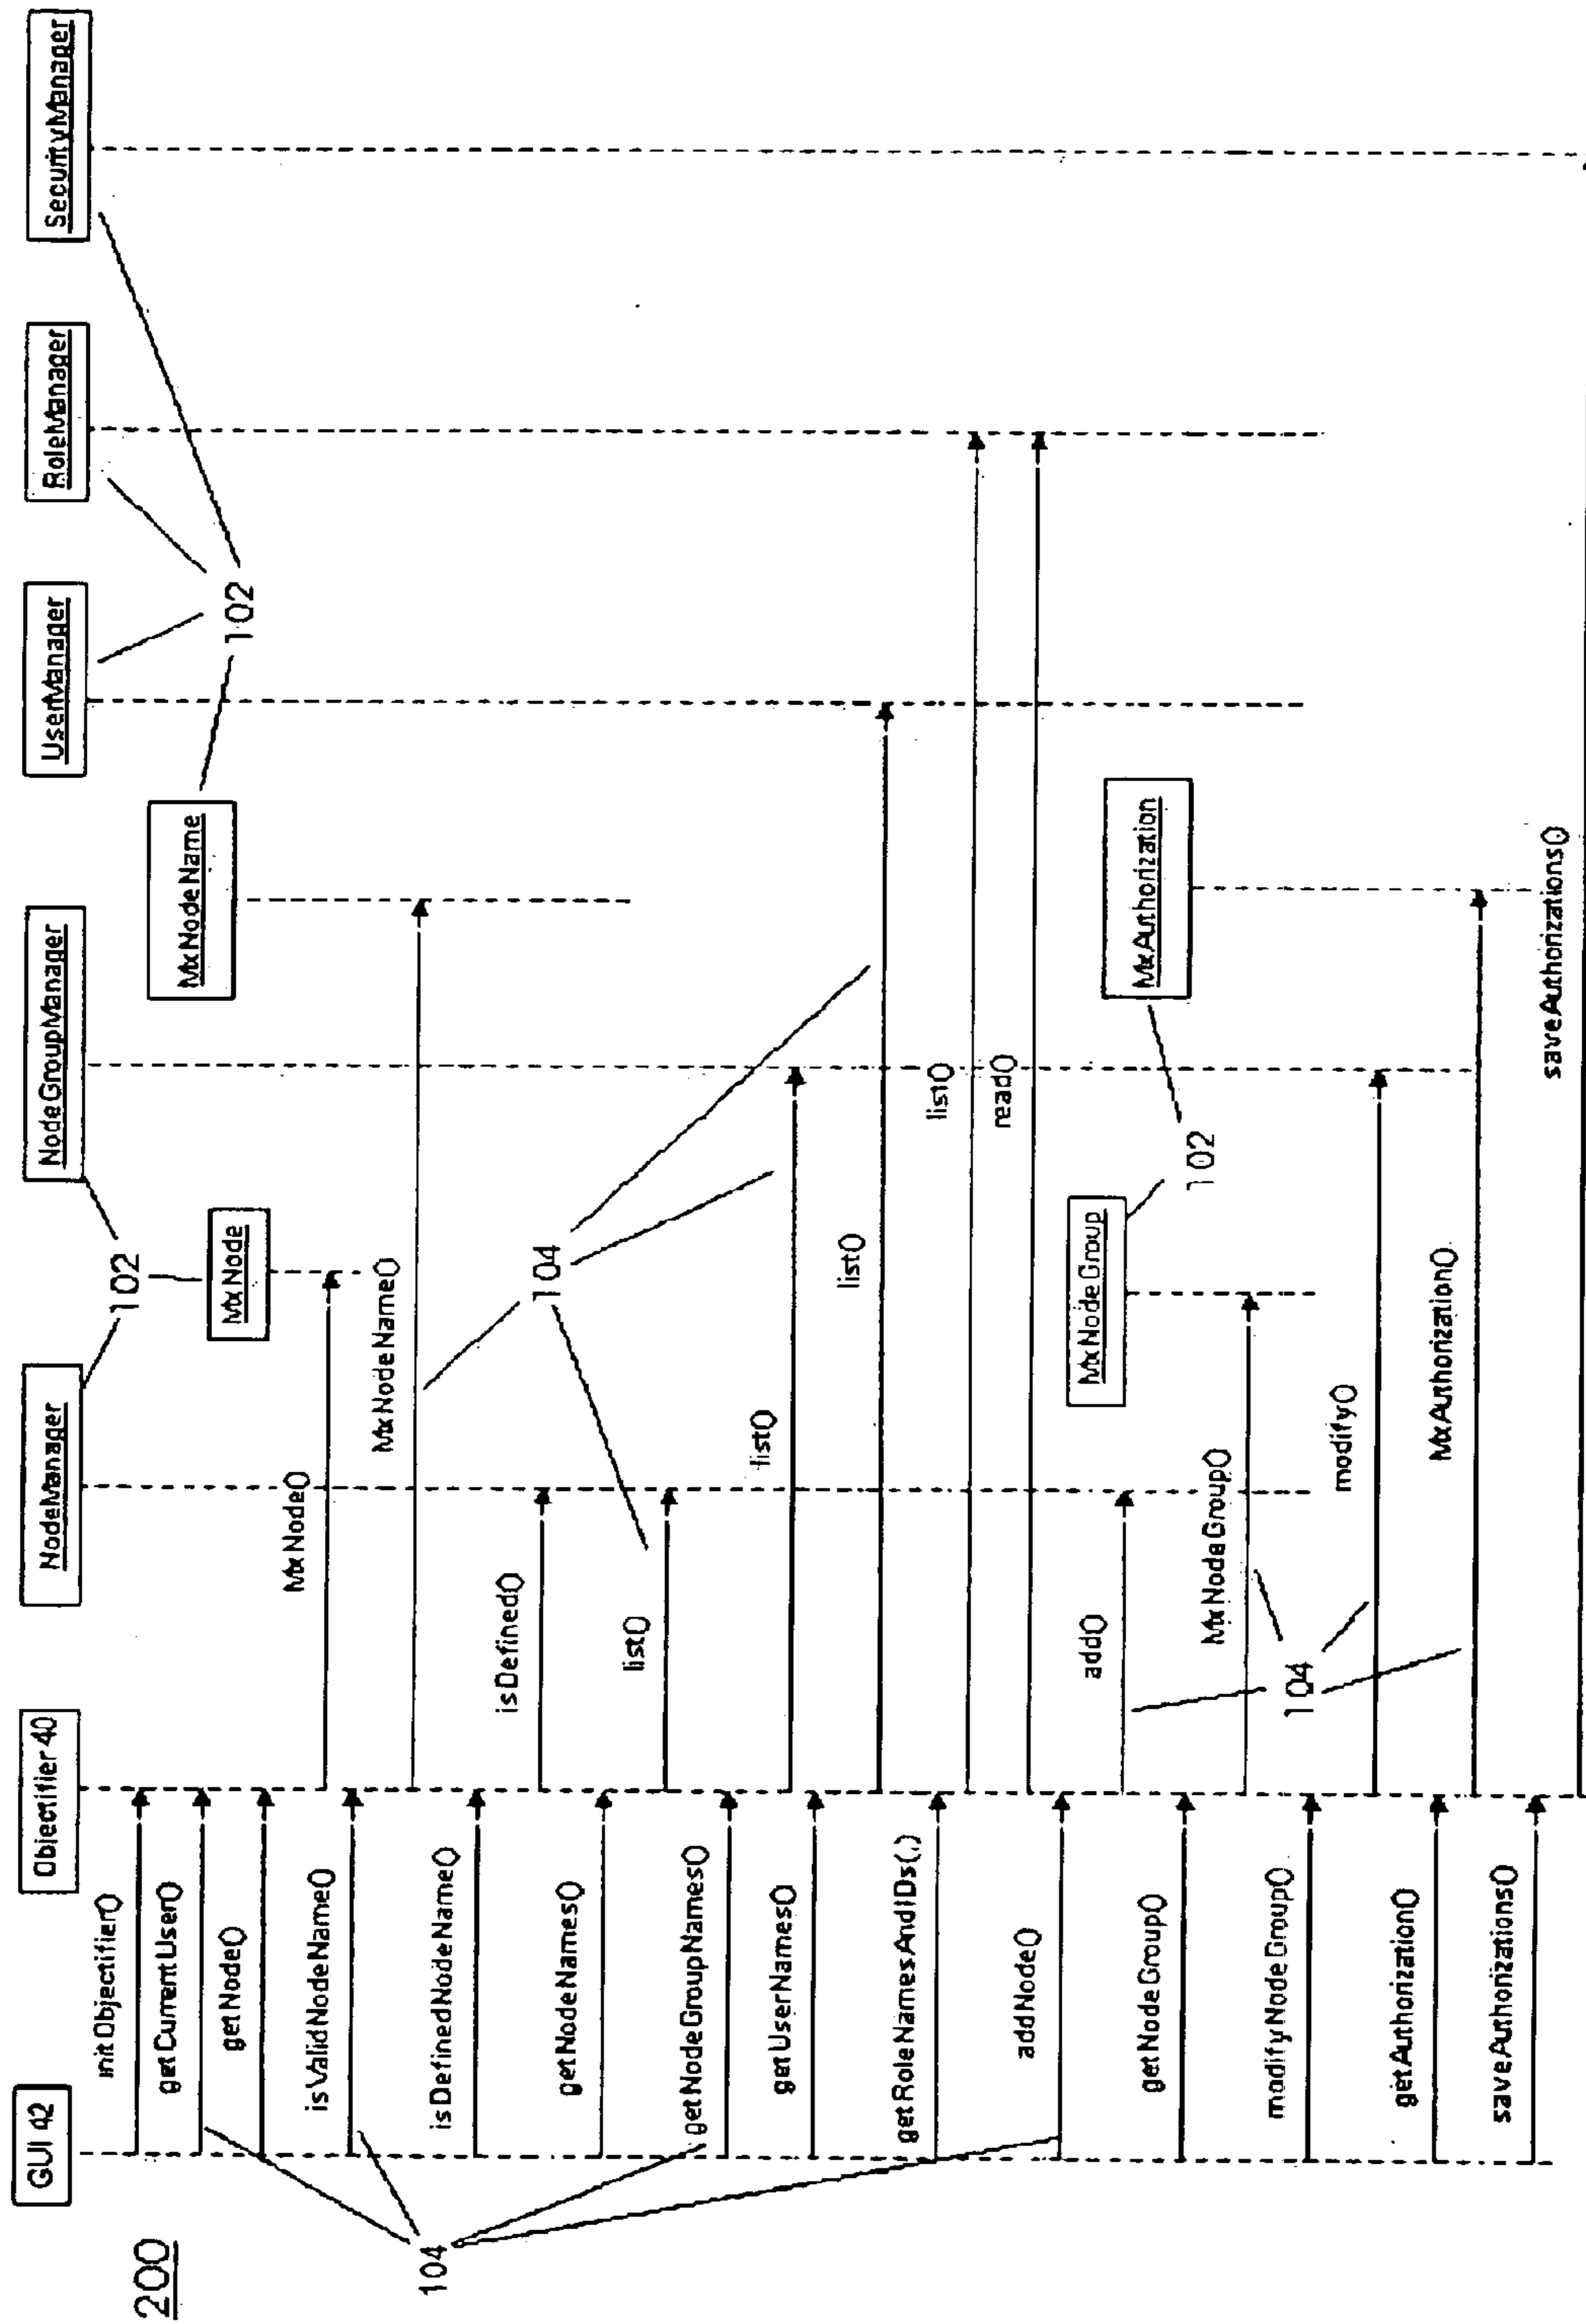 200
GUI 42
Objectifier 40
NodeManager
102
NodeGroupManager
UserManager
RoleManager
SecurityManager
MxNode
MxNodeName
102
initObjectifier()
getCurrentUser()
getNode()
MxNode()
isValidNodeName()
MxNodeName()
104
isDefinedNodeName()
isDefined()
104
getNodeNames()
list()
getNodeGroupNames()
list()
getUserNames()
list()
getRoleNamesAndIDs(,)
list()
read()
addNode()
add()
MxNodeGroup
102
MxAuthorization
getNodeGroup()
MxNodeGroup()
104
modifyNodeGroup()
modify()
getAuthorization()
MxAuthorization()
saveAuthorizations()
saveAuthorizations()